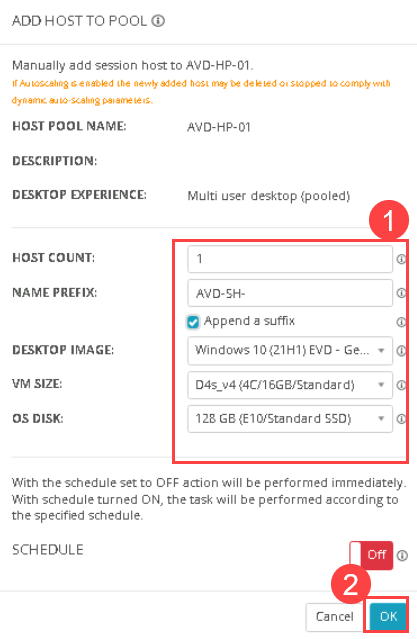 ADD HOST TO POOL
Manually add session host to AVD-HP-01.
If Autoscaling is enabled the newly added host may be deleted or stopped to comply with
dynamic auto-scaling parameters.
HOST POOL NAME: AVD-HP-01
DESCRIPTION:
DESKTOP EXPERIENCE: Multi user desktop (pooled)
1
HOST COUNT: 1
NAME PREFIX: AVD-SH-
Append a suffix
DESKTOP IMAGE: Windows 10 (21H1) EVD - Ge...
VM SIZE: D4s_v4 (4C/16GB/Standard)
OS DISK: 128 GB (E10/Standard SSD)
With the schedule set to OFF action will be performed immediately.
With schedule turned ON, the task will be performed according to
the specified schedule.
SCHEDULE Off
2
Cancel OK